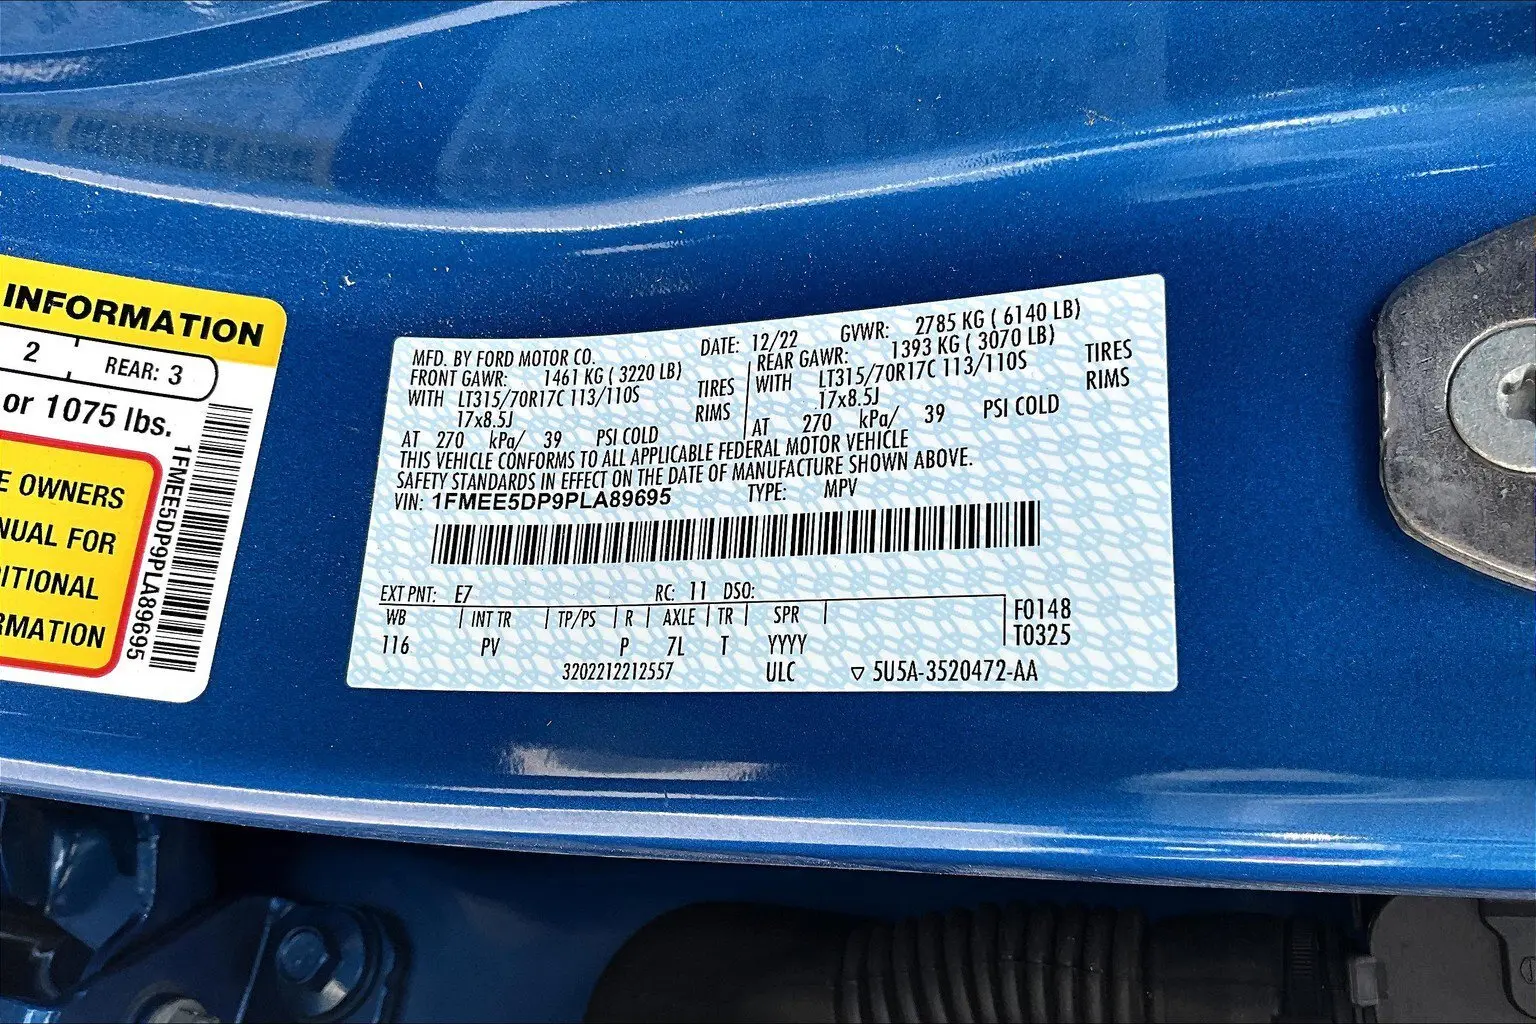 INFORMATION
2 REAR: 3
or 1075 lbs.
E OWNERS
NUAL FOR
ITIONAL
RMATION
1FMEE5DP9PLA89695
MFD. BY FORD MOTOR CO. DATE: 12/22 GVWR: 2785 KG ( 6140 LB)
FRONT GAWR: 1461 KG ( 3220 LB) REAR GAWR: 1393 KG ( 3070 LB)
WITH LT315/70R17C 113/110S TIRES WITH LT315/70R17C 113/110S TIRES
17x8.5J RIMS 17x8.5J RIMS
AT 270 kPa/ 39 PSI COLD AT 270 kPa/ 39 PSI COLD
THIS VEHICLE CONFORMS TO ALL APPLICABLE FEDERAL MOTOR VEHICLE
SAFETY STANDARDS IN EFFECT ON THE DATE OF MANUFACTURE SHOWN ABOVE.
VIN: 1FMEE5DP9PLA89695 TYPE: MPV
EXT PNT: E7 RC: 11 DSO:
WB INT TR TP/PS R AXLE TR SPR F0148
T0325
116 PV P 7L T YYYY
3202212212557 ULC ▽ 5U5A-3520472-AA